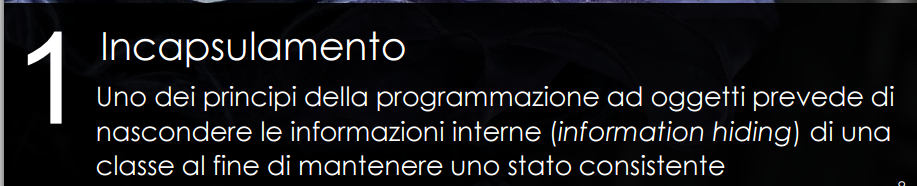 1
Incapsulamento
Uno dei principi della programmazione ad oggetti prevede di
nascondere le informazioni interne (information hiding) di una
classe al fine di mantenere uno stato consistente